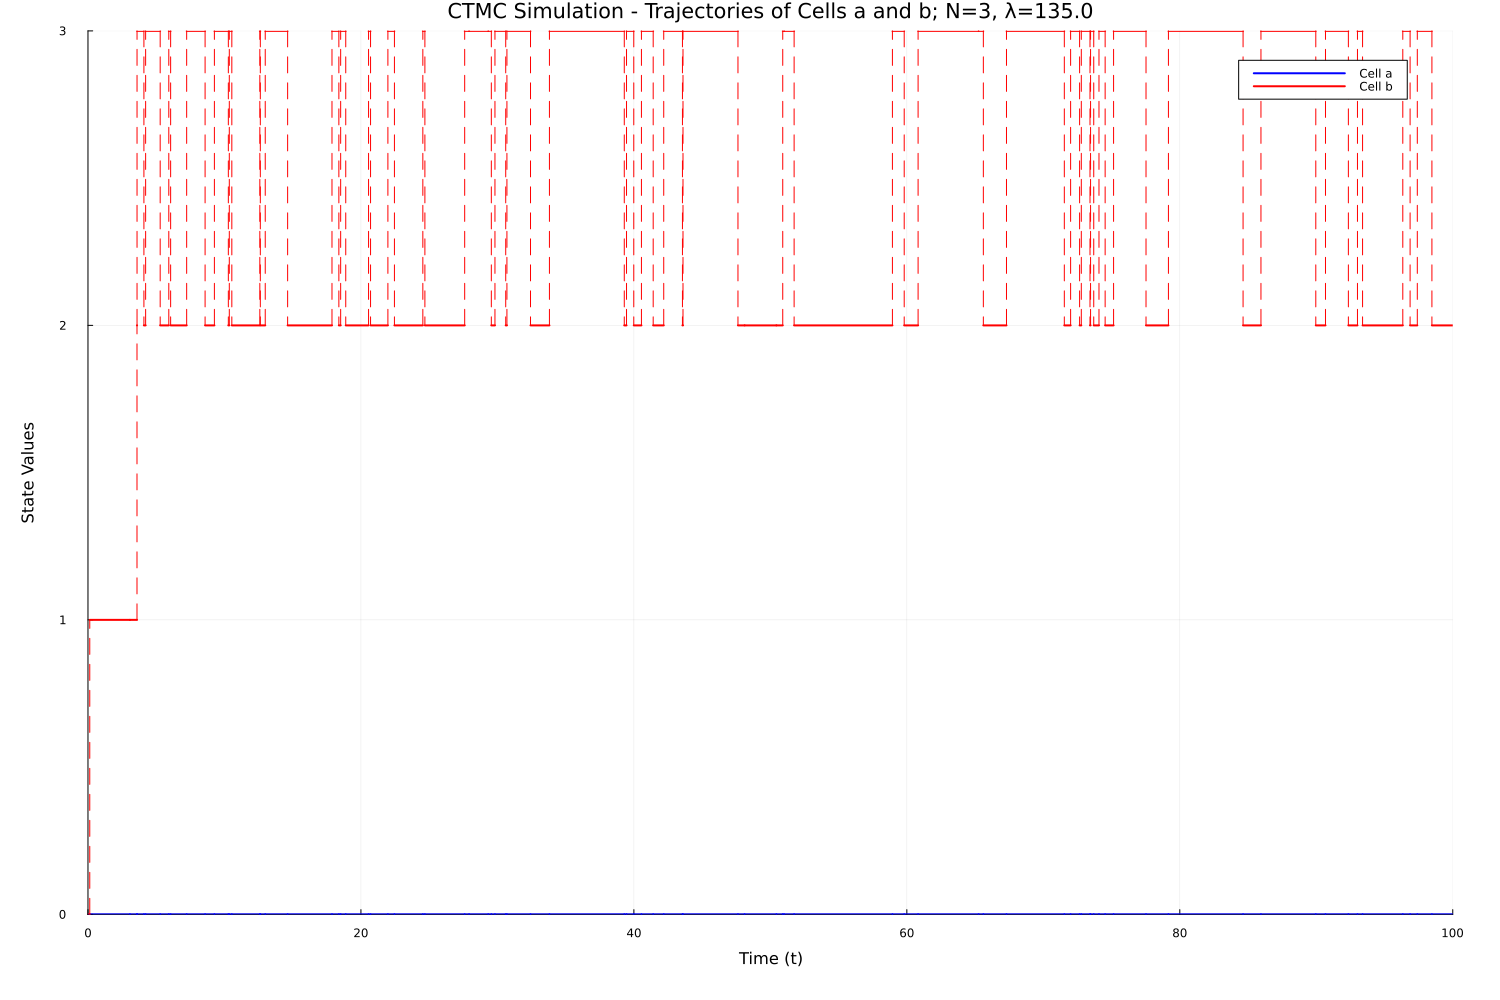 CTMC Simulation - Trajectories of Cells a and b; N=3, λ=135.0
3
Cell a
Cell b
2
State Values
1
0
0 20 40 60 80 100
Time (t)